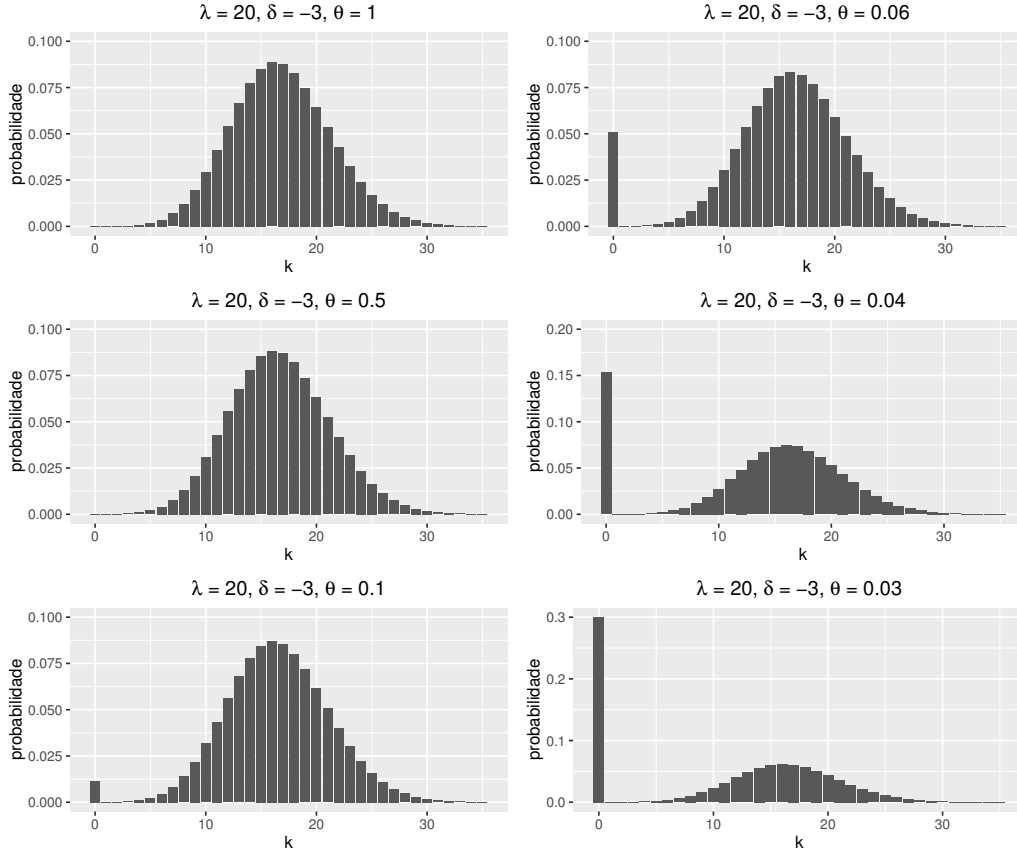 λ = 20, δ = −3, θ = 1
0.100
0.075
0.050
0.025
0.000
probabilidade
0 10 20 30
k
λ = 20, δ = −3, θ = 0.06
0.100
0.075
0.050
0.025
0.000
probabilidade
0 10 20 30
k
λ = 20, δ = −3, θ = 0.5
0.100
0.075
0.050
0.025
0.000
probabilidade
0 10 20 30
k
λ = 20, δ = −3, θ = 0.04
0.20
0.15
0.10
0.05
0.00
probabilidade
0 10 20 30
k
λ = 20, δ = −3, θ = 0.1
0.100
0.075
0.050
0.025
0.000
probabilidade
0 10 20 30
k
λ = 20, δ = −3, θ = 0.03
0.3
0.2
0.1
0.0
probabilidade
0 10 20 30
k